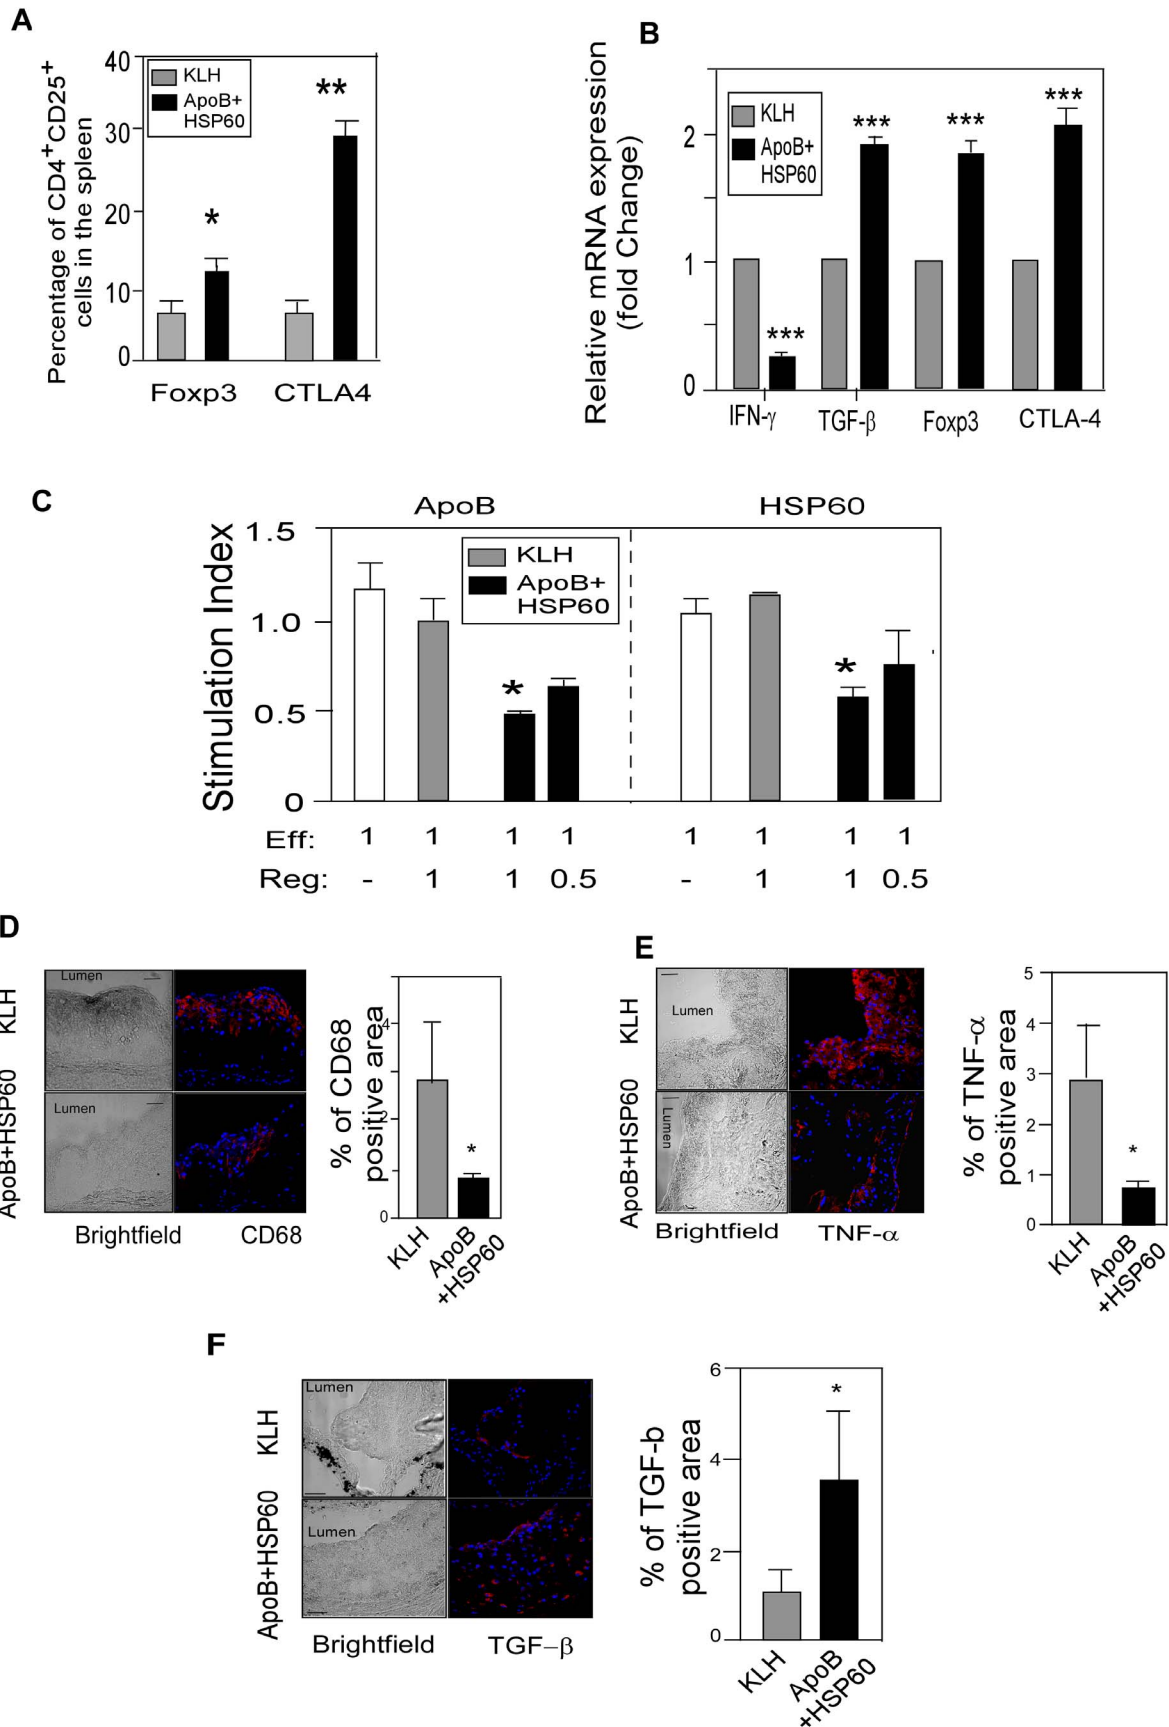 A
Percentage of CD4+CD25+
cells in the spleen
40
30
20
10
0
KLH
ApoB+
HSP60
*
**
Foxp3 CTLA4
B
Relative mRNA expression
(fold Change)
2
1
0
KLH
ApoB+
HSP60
***
***
***
***
IFN-γ TGF-β Foxp3 CTLA-4
C
ApoB HSP60
Stimulation Index
1.5
1.0
0.5
0
KLH
ApoB+
HSP60
*
*
Eff: 1 1 1 1 1 1 1 1
Reg: - 1 1 0.5 - 1 1 0.5
D
KLH
ApoB+HSP60
Lumen
Lumen
Brightfield CD68
% of CD68
positive area
4
2
0
*
KLH
ApoB
+HSP60
E
KLH
ApoB+HSP60
Lumen
Lumen
Brightfield TNF-α
% of TNF-α
positive area
5
4
3
2
1
0
*
KLH
ApoB
+HSP60
F
KLH
ApoB+HSP60
Lumen
Lumen
Brightfield TGF–β
% of TGF-b
positive area
6
4
2
0
*
KLH
ApoB
+HSP60